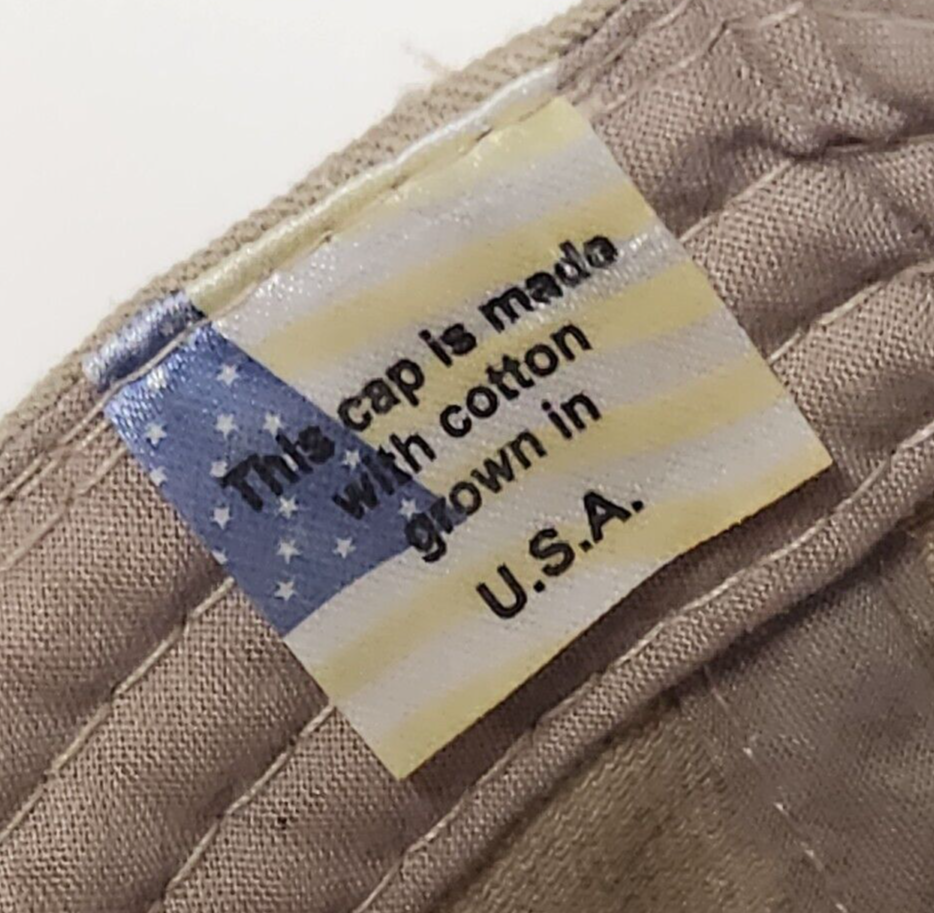 This cap is made
with cotton
grown in
U.S.A.